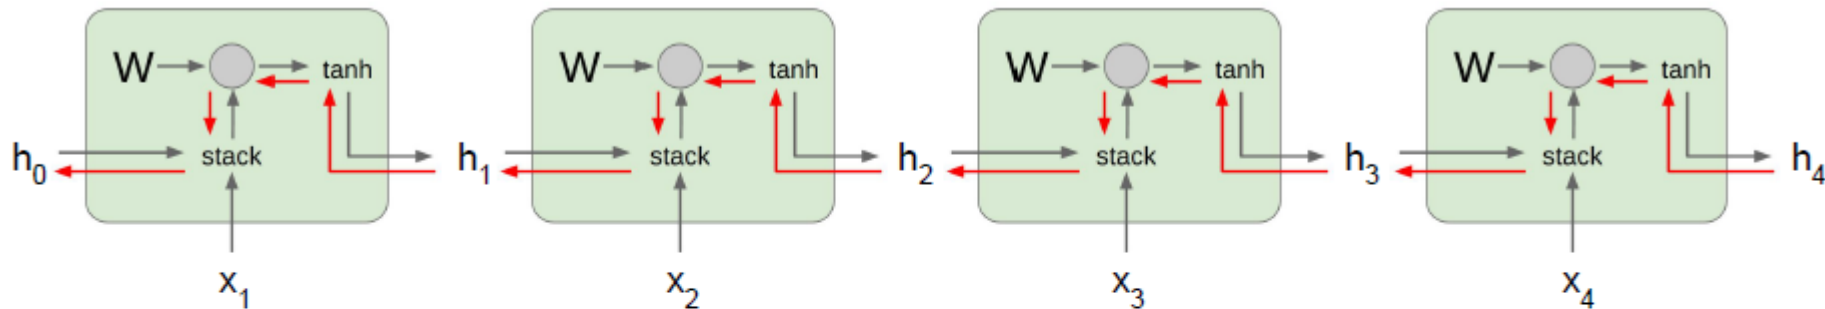 W tanh W tanh W tanh W tanh
h0 stack h1 stack h2 stack h3 stack h4
x1 x2 x3 x4